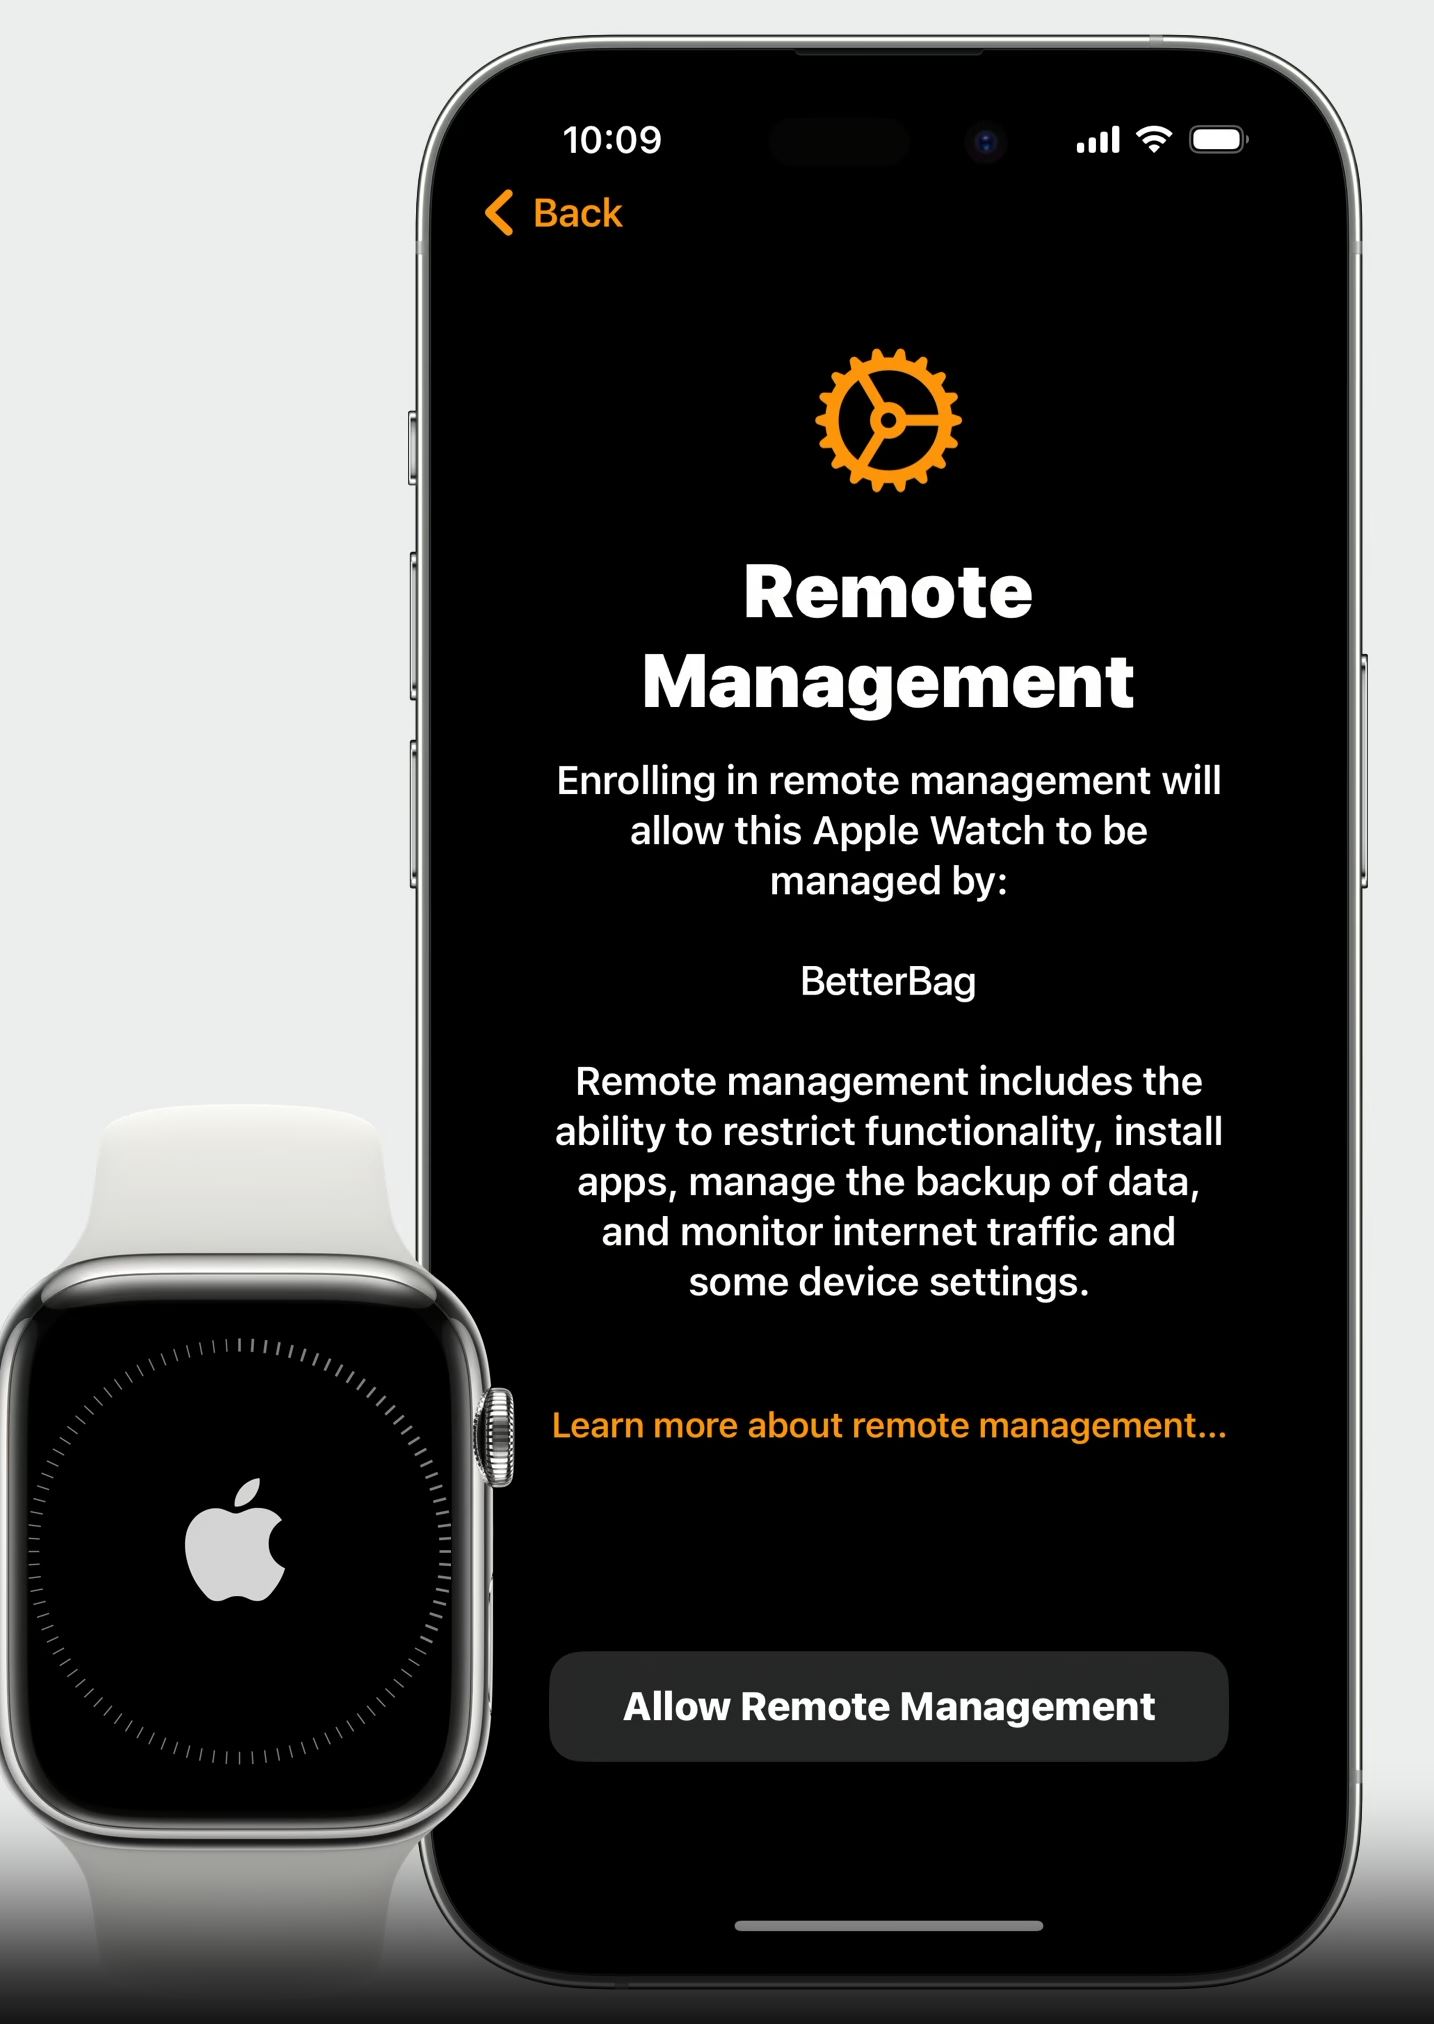 10:09
Back
Remote
Management
Enrolling in remote management will
allow this Apple Watch to be
managed by:
BetterBag
Remote management includes the
ability to restrict functionality, install
apps, manage the backup of data,
and monitor internet traffic and
some device settings.
Learn more about remote management...
Allow Remote Management